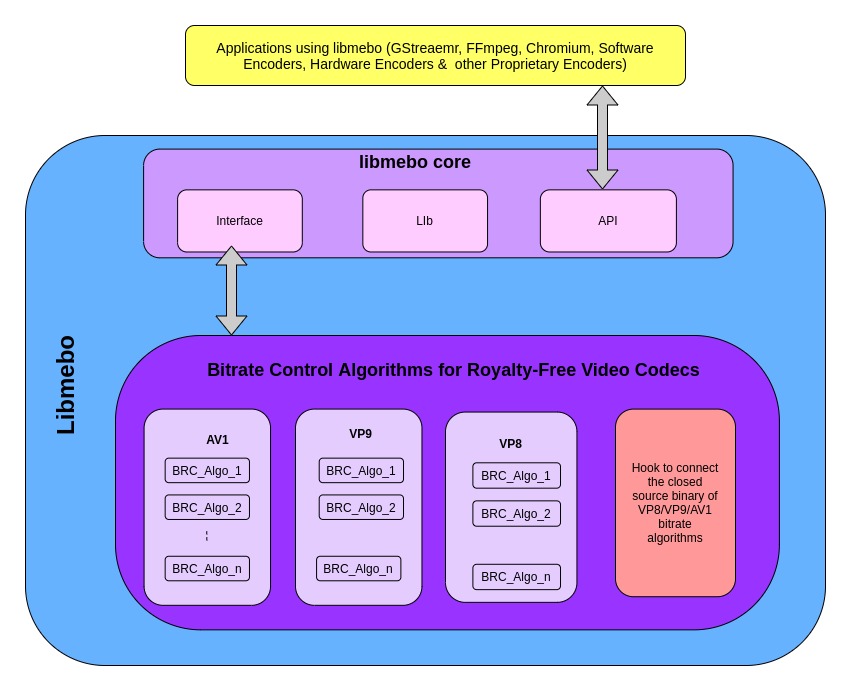 Applications using libmebo (GStreaemr, FFmpeg, Chromium, Software
Encoders, Hardware Encoders &  other Proprietary Encoders)
libmebo core
Interface
LIb
API
Libmebo
Bitrate Control Algorithms for Royalty-Free Video Codecs
AV1
BRC_Algo_1
BRC_Algo_2
BRC_Algo_n
VP9
BRC_Algo_1
BRC_Algo_2
BRC_Algo_n
VP8
BRC_Algo_1
BRC_Algo_2
BRC_Algo_n
Hook to connect
the closed
source binary of
VP8/VP9/AV1
bitrate
algorithms